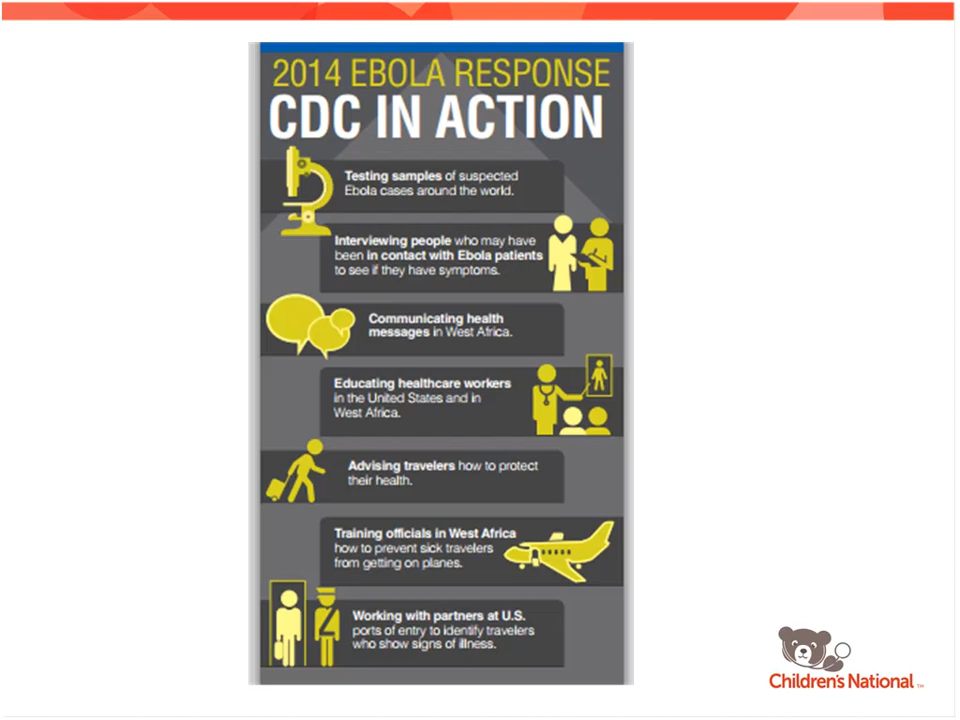 2014 EBOLA RESPONSE
CDC IN ACTION
Testing samples of suspected
Ebola cases around the world.
Interviewing people who may have
been in contact with Ebola patients
to see if they have symptoms.
Communicating health
messages in West Africa.
Educating healthcare workers
in the United States and in
West Africa.
Advising travelers how to protect
their health.
Training officials in West Africa
how to prevent sick travelers
from getting on planes.
Working with partners at U.S.
ports of entry to identify travelers
who show signs of illness.
Children's National ™